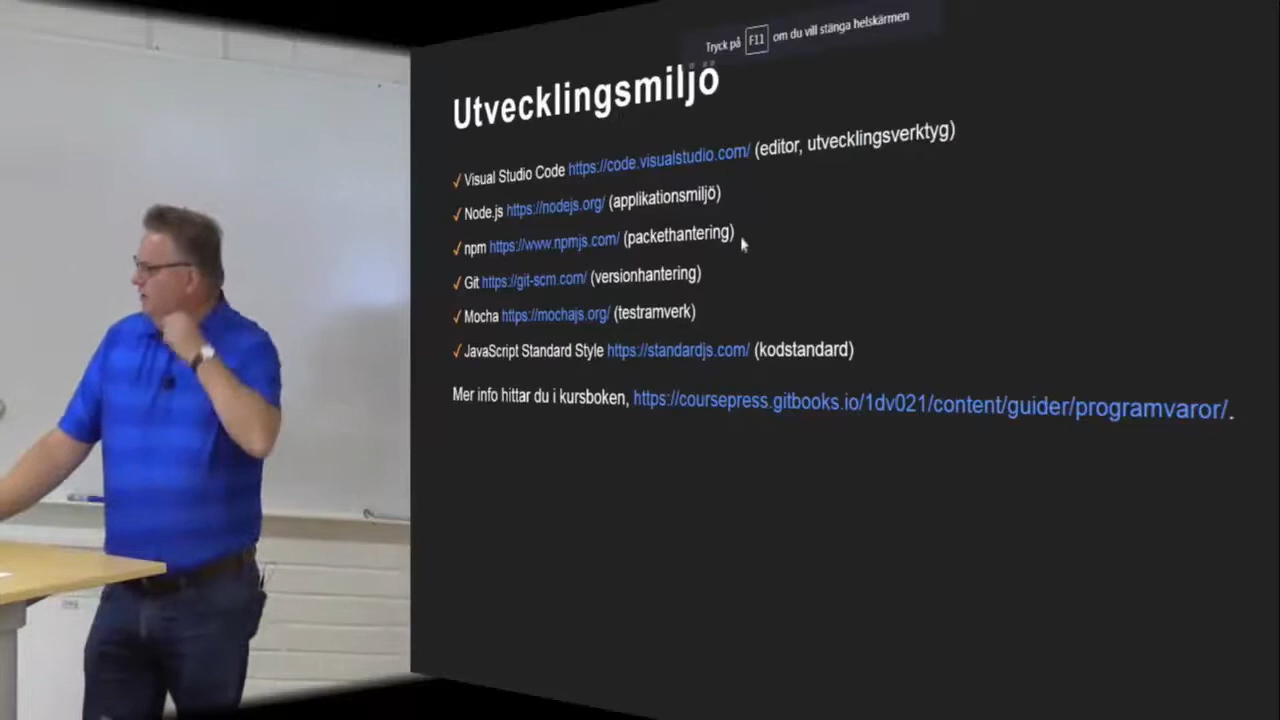 Tryck på F11 om du vill stänga helskärmen
Utvecklingsmiljö
✓ Visual Studio Code https://code.visualstudio.com/ (editor, utvecklingsverktyg)
✓ Node.js https://nodejs.org/ (applikationsmiljö)
✓ npm https://www.npmjs.com/ (packethantering)
✓ Git https://git-scm.com/ (versionhantering)
✓ Mocha https://mochajs.org/ (testramverk)
✓ JavaScript Standard Style https://standardjs.com/ (kodstandard)
Mer info hittar du i kursboken, https://coursepress.gitbooks.io/1dv021/content/guider/programvaror/.